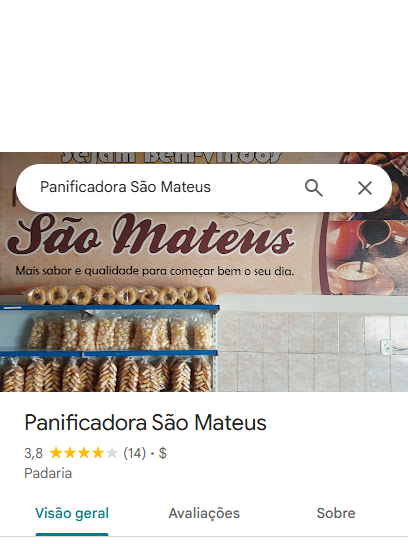 Sejam Bem-vindos
Panificadora São Mateus
São Mateus
Mais sabor e qualidade para começar bem o seu dia.
Panificadora São Mateus
3,8 (14) · $
Padaria
Visão geral Avaliações Sobre